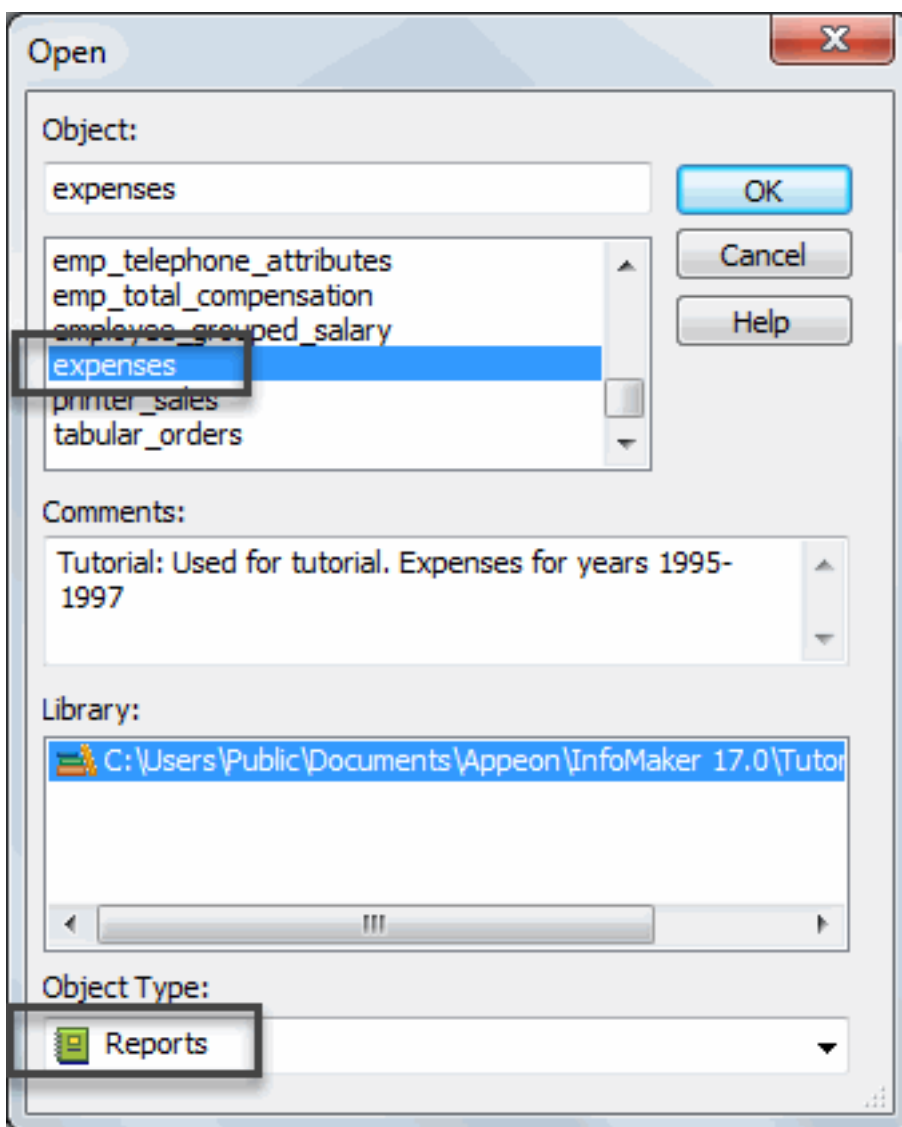 Open
Object:
expenses
OK
emp_telephone_attributes
emp_total_compensation
employee_grouped_salary
expenses
printer_sales
tabular_orders
Cancel
Help
Comments:
Tutorial: Used for tutorial. Expenses for years 1995-
1997
Library:
C:\Users\Public\Documents\Appeon\InfoMaker 17.0\Tutor
Object Type:
Reports